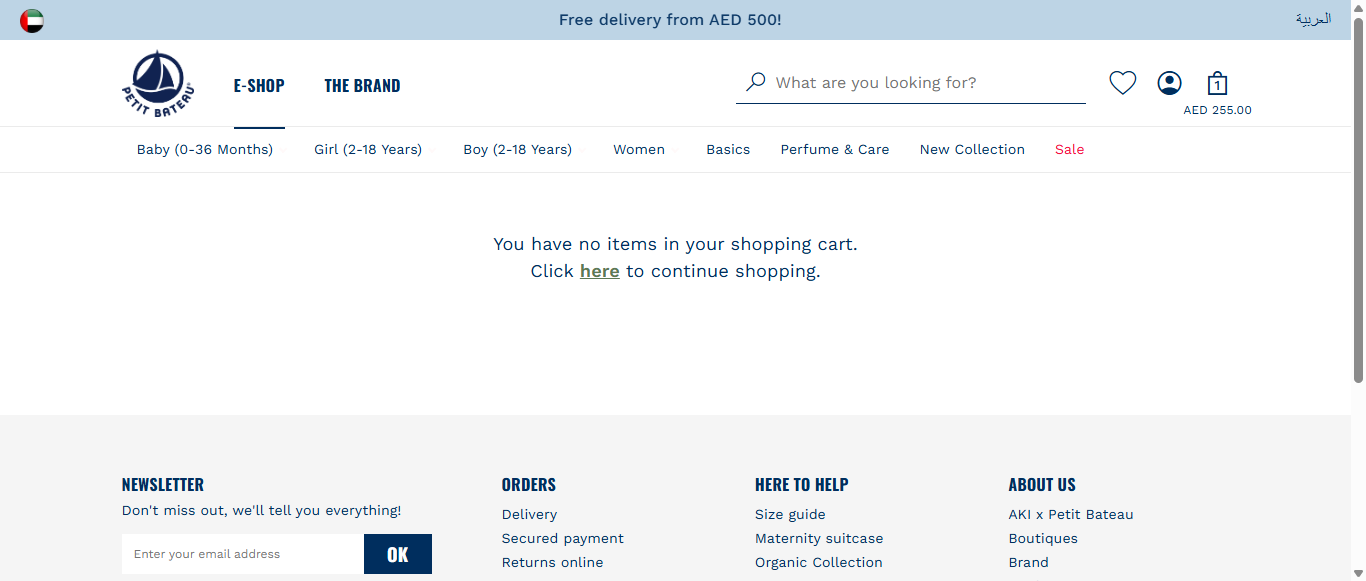 Free delivery from AED 500!
العربية
PETIT BATEAU
E-SHOP
THE BRAND
What are you looking for?
1
AED 255.00
Baby (0-36 Months)
Girl (2-18 Years)
Boy (2-18 Years)
Women
Basics
Perfume & Care
New Collection
Sale
You have no items in your shopping cart.
Click here to continue shopping.
NEWSLETTER
Don't miss out, we'll tell you everything!
Enter your email address
OK
ORDERS
Delivery
Secured payment
Returns online
HERE TO HELP
Size guide
Maternity suitcase
Organic Collection
ABOUT US
AKI x Petit Bateau
Boutiques
Brand